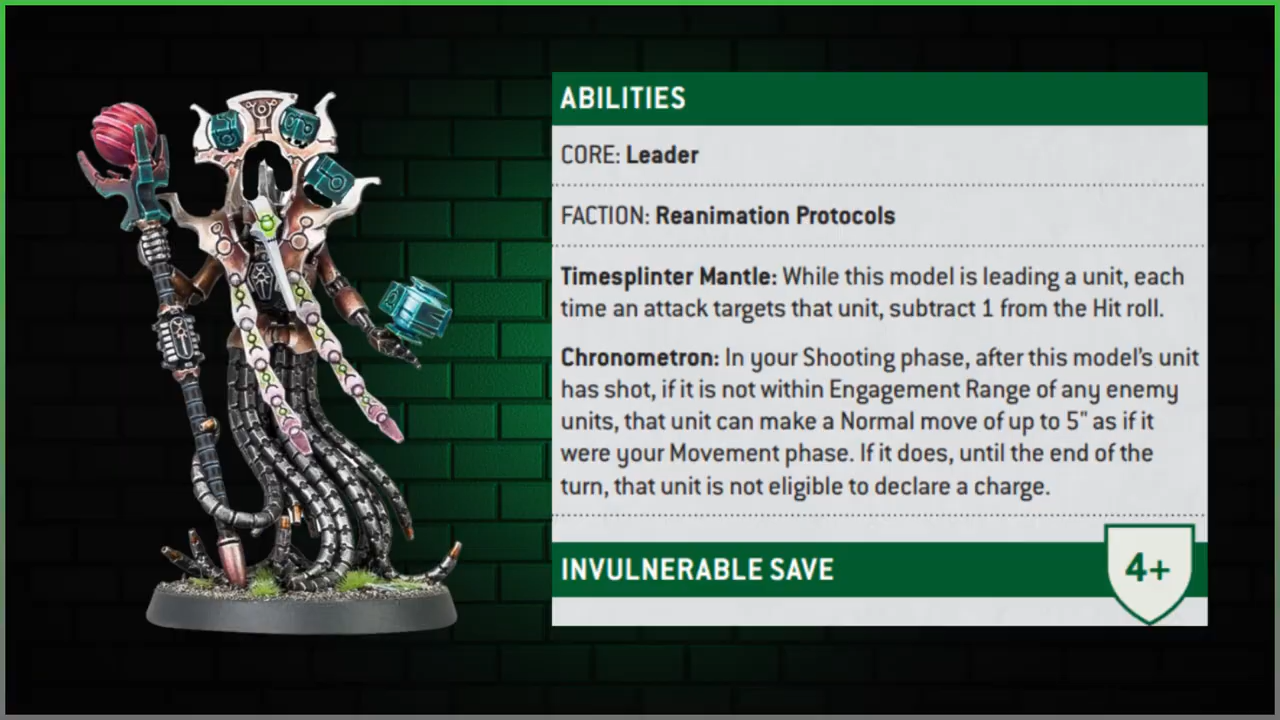 ABILITIES
CORE: Leader
FACTION: Reanimation Protocols
Timesplinter Mantle: While this model is leading a unit, each
time an attack targets that unit, subtract 1 from the Hit roll.
Chronometron: In your Shooting phase, after this model's unit
has shot, if it is not within Engagement Range of any enemy
units, that unit can make a Normal move of up to 5" as if it
were your Movement phase. If it does, until the end of the
turn, that unit is not eligible to declare a charge.
INVULNERABLE SAVE
4+